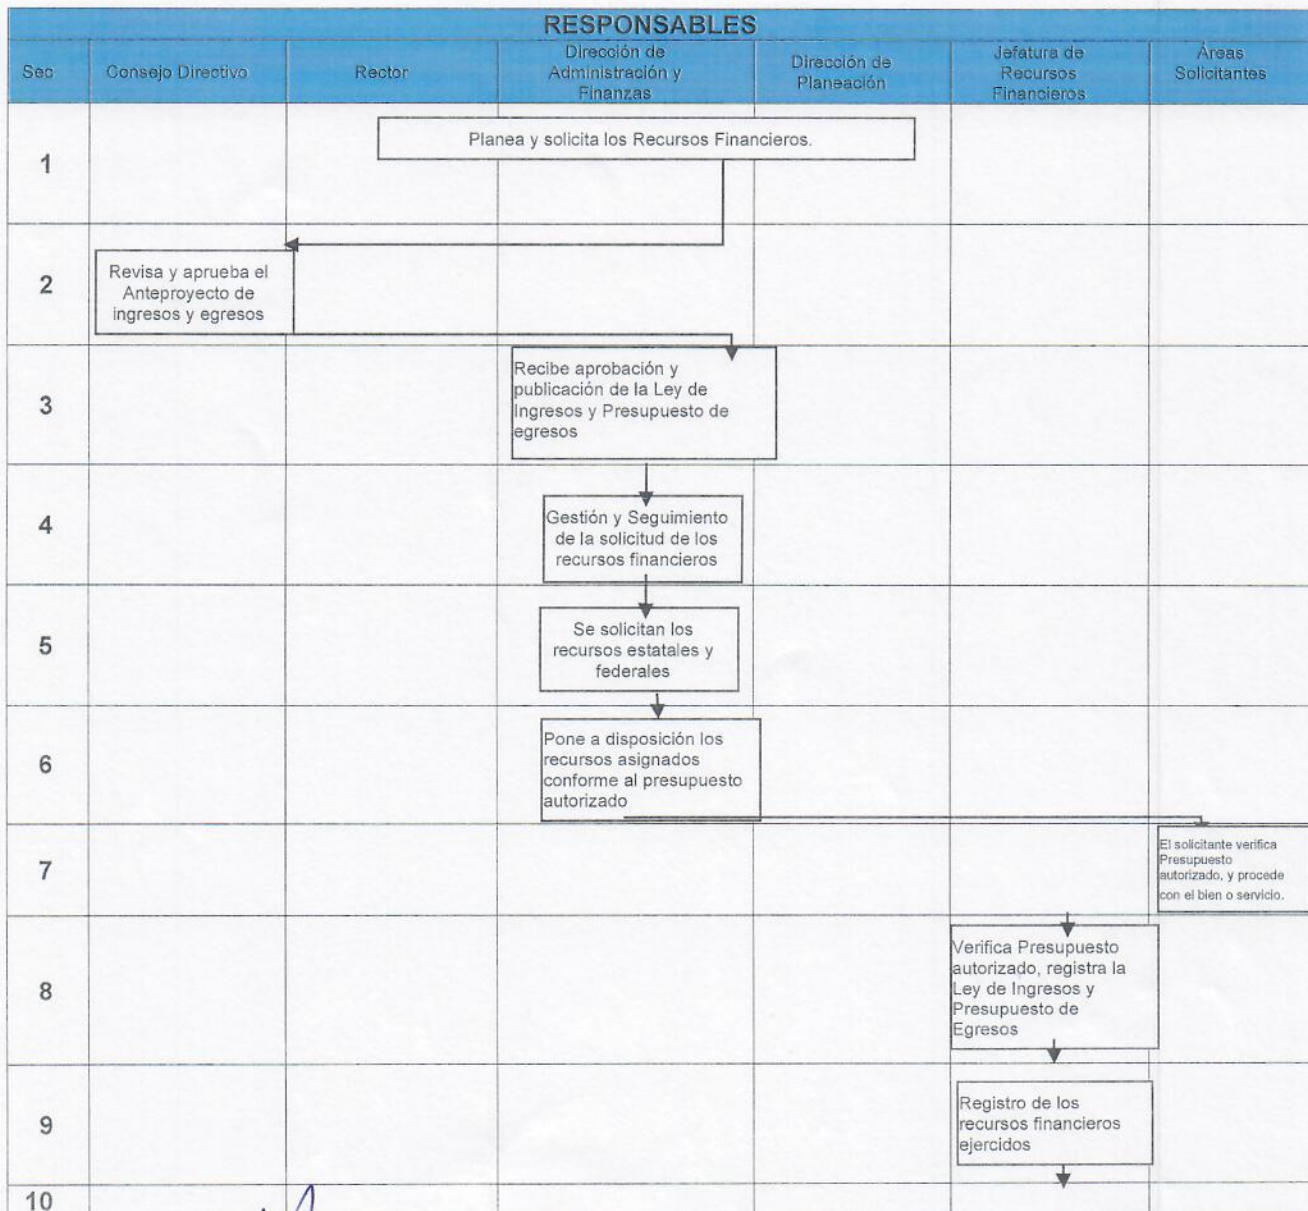 RESPONSABLES
Sec
Consejo Directivo
Rector
Dirección de
Administración y
Finanzas
Dirección de
Planeación
Jefatura de
Recursos
Financieros
Áreas
Solicitantes
1
Planea y solicita los Recursos Financieros.
2
Revisa y aprueba el
Anteproyecto de
ingresos y egresos
3
Recibe aprobación y
publicación de la Ley de
Ingresos y Presupuesto de
egresos
4
Gestión y Seguimiento
de la solicitud de los
recursos financieros
5
Se solicitan los
recursos estatales y
federales
6
Pone a disposición los
recursos asignados
conforme al presupuesto
autorizado
7
El solicitante verifica
Presupuesto
autorizado, y procede
con el bien o servicio.
8
Verifica Presupuesto
autorizado, registra la
Ley de Ingresos y
Presupuesto de
Egresos
9
Registro de los
recursos financieros
ejercidos
10